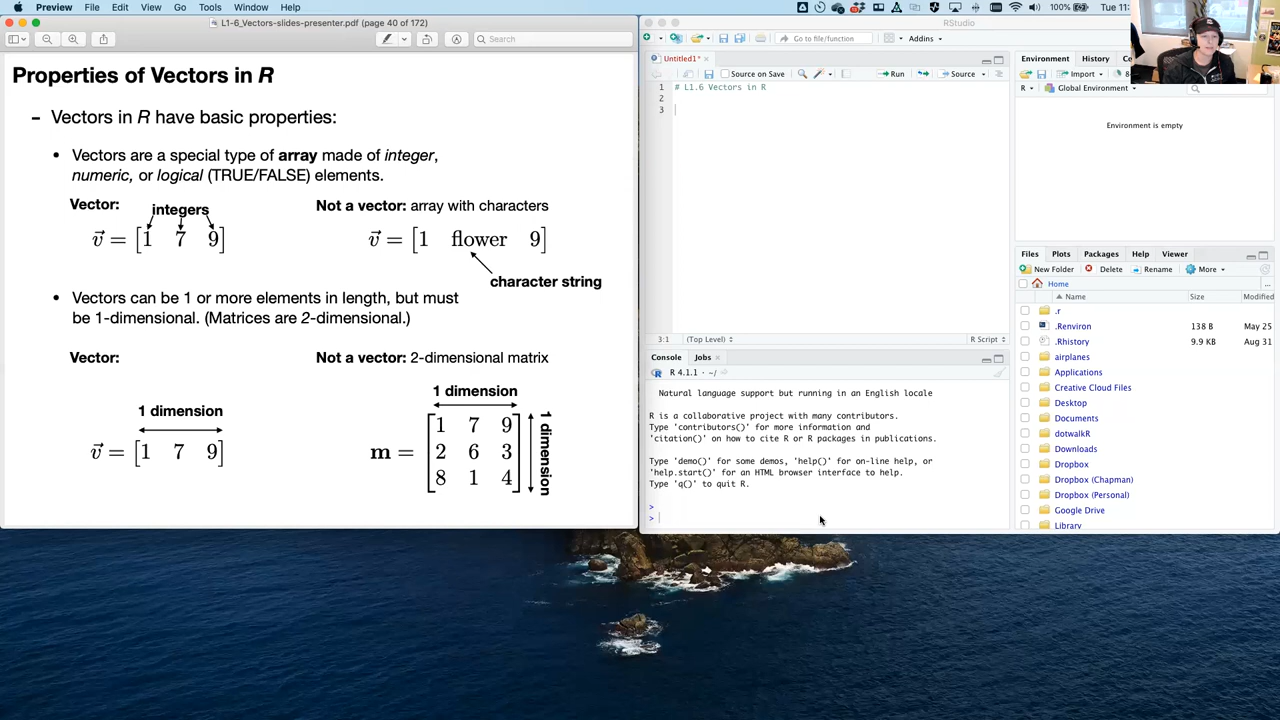 Preview File Edit View Go Tools Window Help
100% Tue 11:
L1-6_Vectors-slides-presenter.pdf (page 40 of 172)
Search
Properties of Vectors in R
– Vectors in R have basic properties:
• Vectors are a special type of array made of integer,
numeric, or logical (TRUE/FALSE) elements.
Vector:
integers
v⃗ = [1 7 9]
Not a vector: array with characters
v⃗ = [1 flower 9]
character string
• Vectors can be 1 or more elements in length, but must
be 1-dimensional. (Matrices are 2-dimensional.)
Vector:
1 dimension
v⃗ = [1 7 9]
Not a vector: 2-dimensional matrix
1 dimension
1 7 9
m = 2 6 3
8 1 4
1 dimension
RStudio
Go to file/function
Addins
Untitled1*
Source on Save
Run
Source
1 # L1.6 Vectors in R
2
3
3:1 (Top Level)
R Script
Console Jobs
R 4.1.1 · ~/
Natural language support but running in an English locale
R is a collaborative project with many contributors.
Type 'contributors()' for more information and
'citation()' on how to cite R or R packages in publications.
Type 'demo()' for some demos, 'help()' for on-line help, or
'help.start()' for an HTML browser interface to help.
Type 'q()' to quit R.
>
>
Environment History
Import
R Global Environment
Environment is empty
Files Plots Packages Help Viewer
New Folder Delete Rename More
Home
Name Size Modified
.r
.Renviron 138 B May 25
.Rhistory 9.9 KB Aug 31
airplanes
Applications
Creative Cloud Files
Desktop
Documents
dotwalkR
Downloads
Dropbox
Dropbox (Chapman)
Dropbox (Personal)
Google Drive
Library